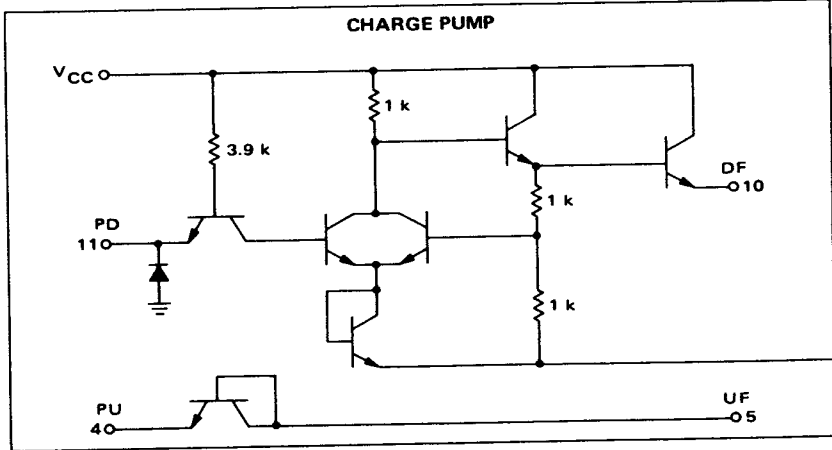 CHARGE PUMP
VCC
1 k
3.9 k
DF
10
1 k
PD
11
1 k
PU
4
UF
5